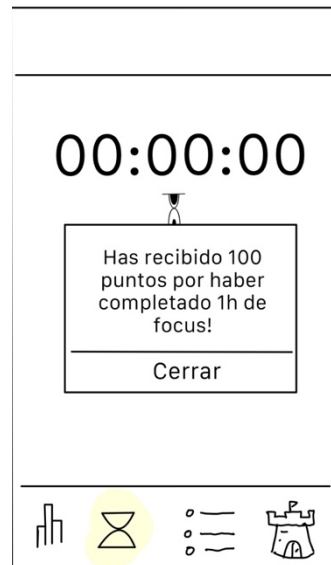 00:00:00
Has recibido 100
puntos por haber
completado 1h de
focus!
Cerrar